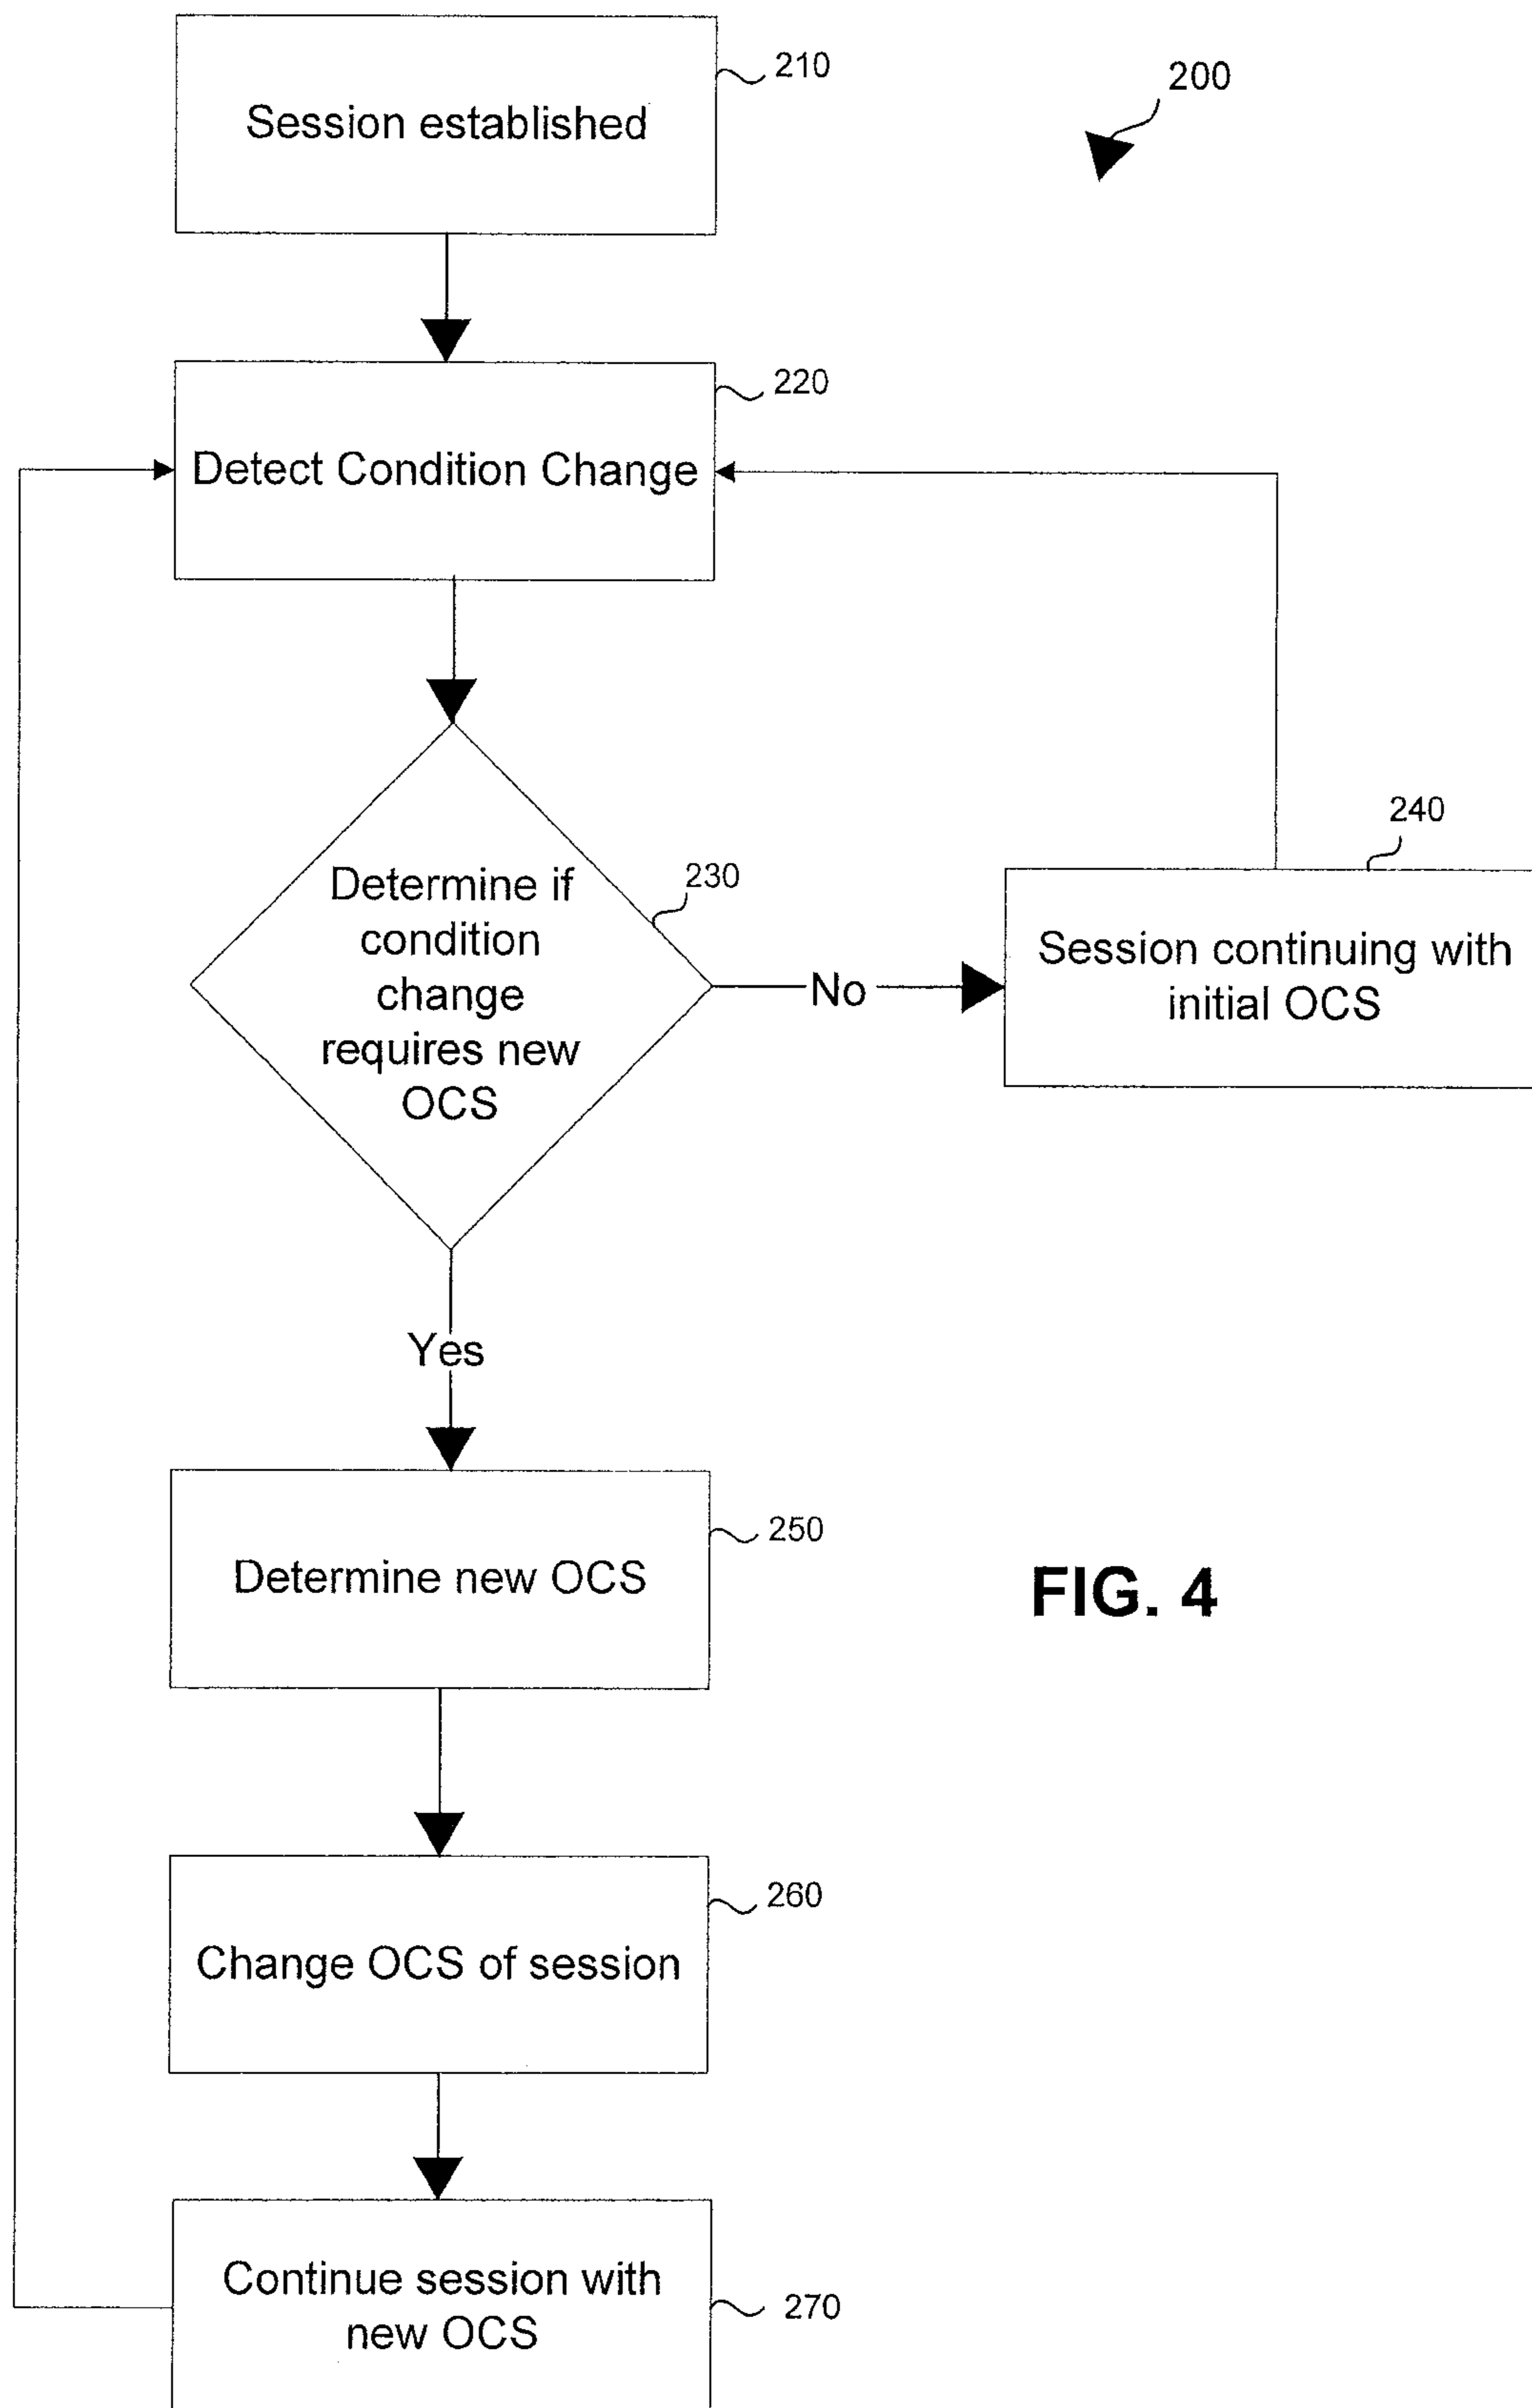 210
Session established
200
220
Detect Condition Change
240
230
Determine if
condition
change
requires new
OCS
No
Session continuing with
initial OCS
Yes
250
Determine new OCS
FIG. 4
260
Change OCS of session
Continue session with
new OCS
270